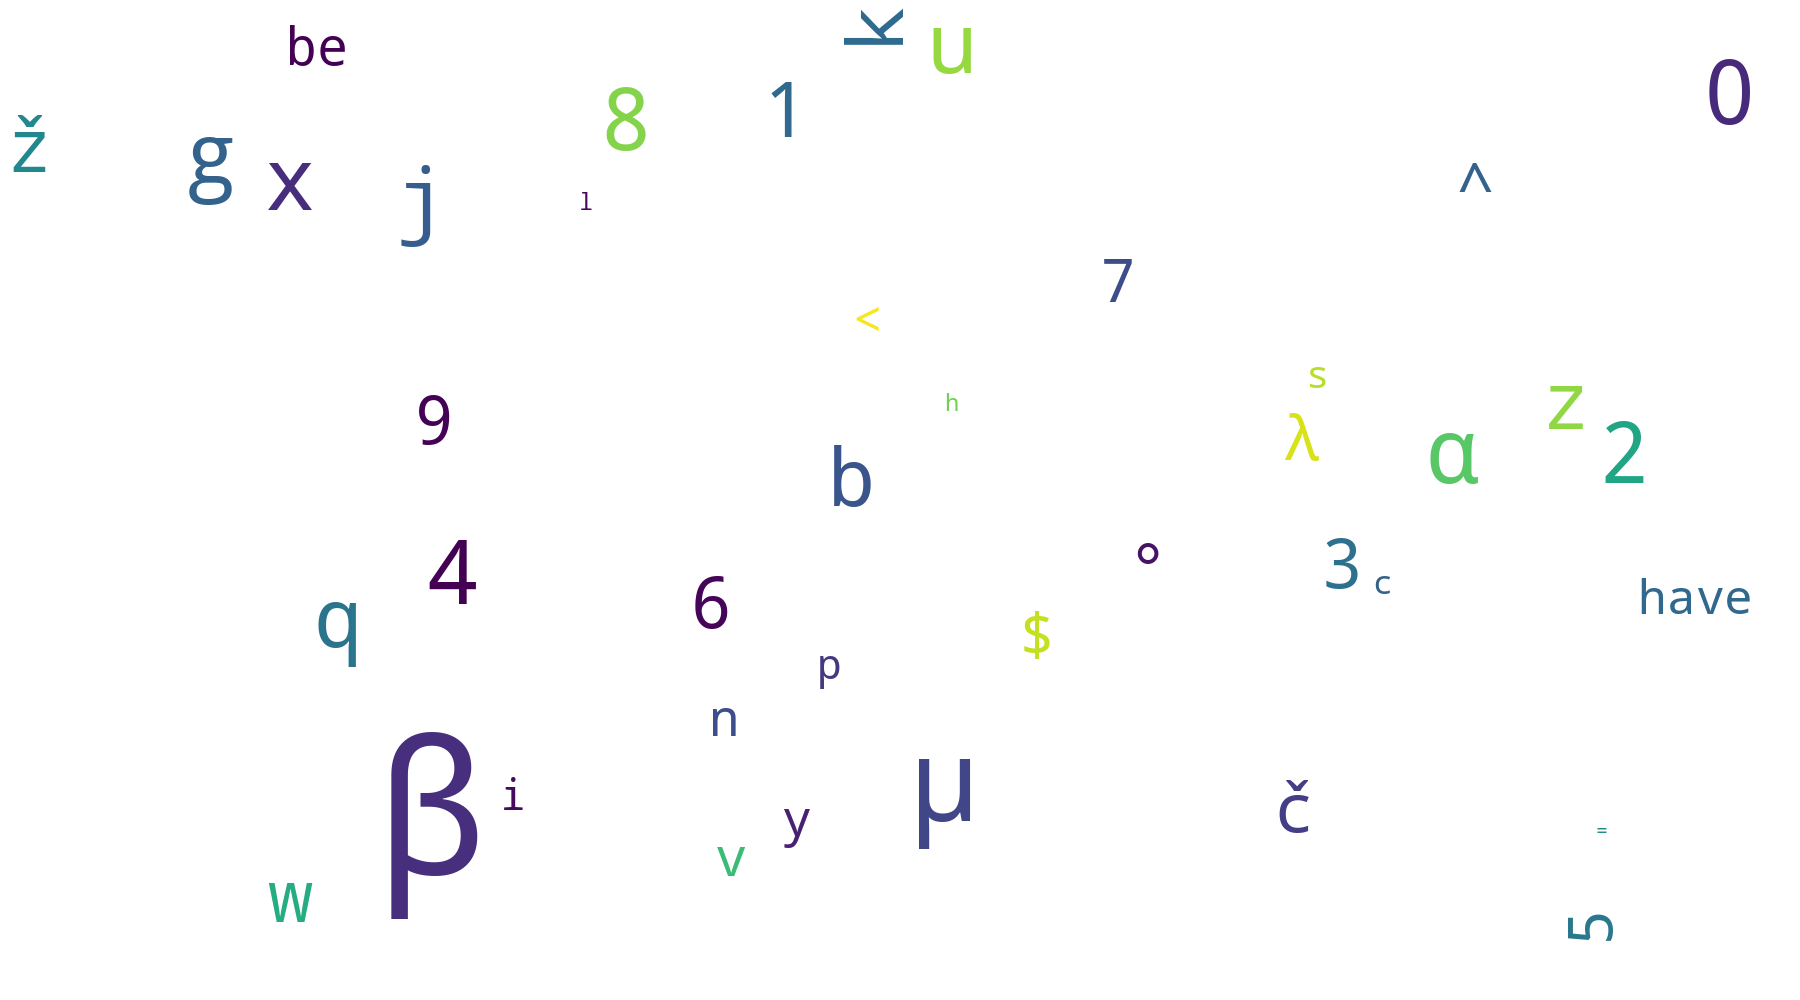 be
k
u
8
1
0
ž
g
x
j
l
^
7
<
s
h
9
z
λ
α
2
b
4
°
3
c
q
6
$
have
p
n
β
i
μ
y
č
v
=
w
5